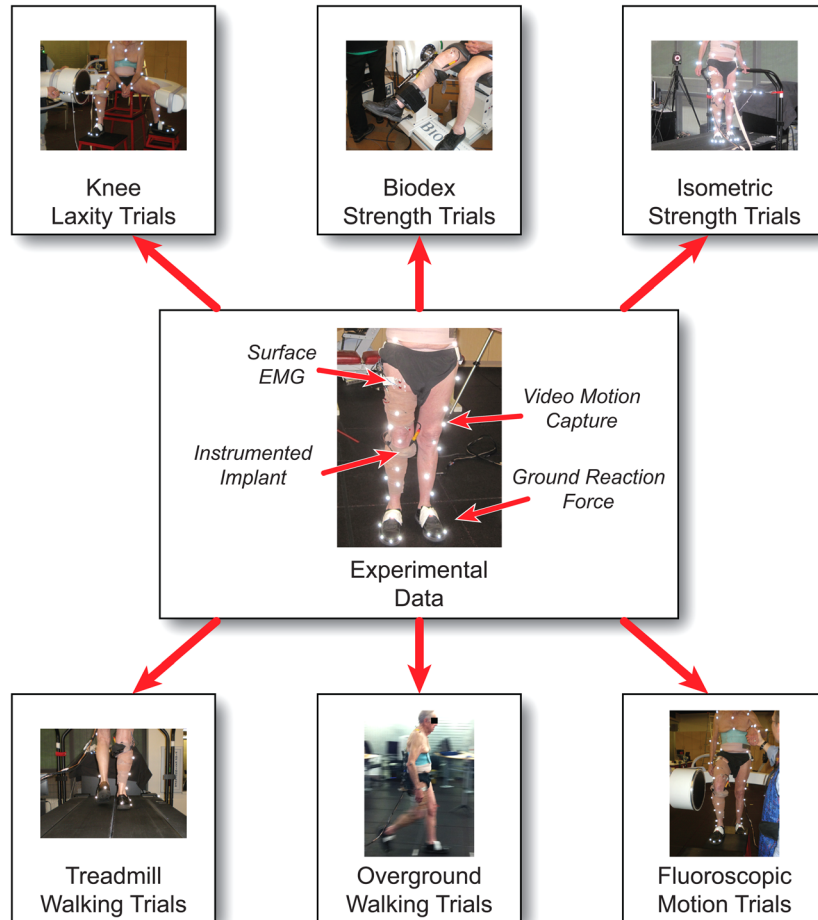 Knee
Laxity Trials
Bio
Biodex
Strength Trials
Isometric
Strength Trials
Surface
EMG
Video Motion
Capture
Instrumented
Implant
Ground Reaction
Force
Experimental
Data
Treadmill
Walking Trials
Overground
Walking Trials
Fluoroscopic
Motion Trials